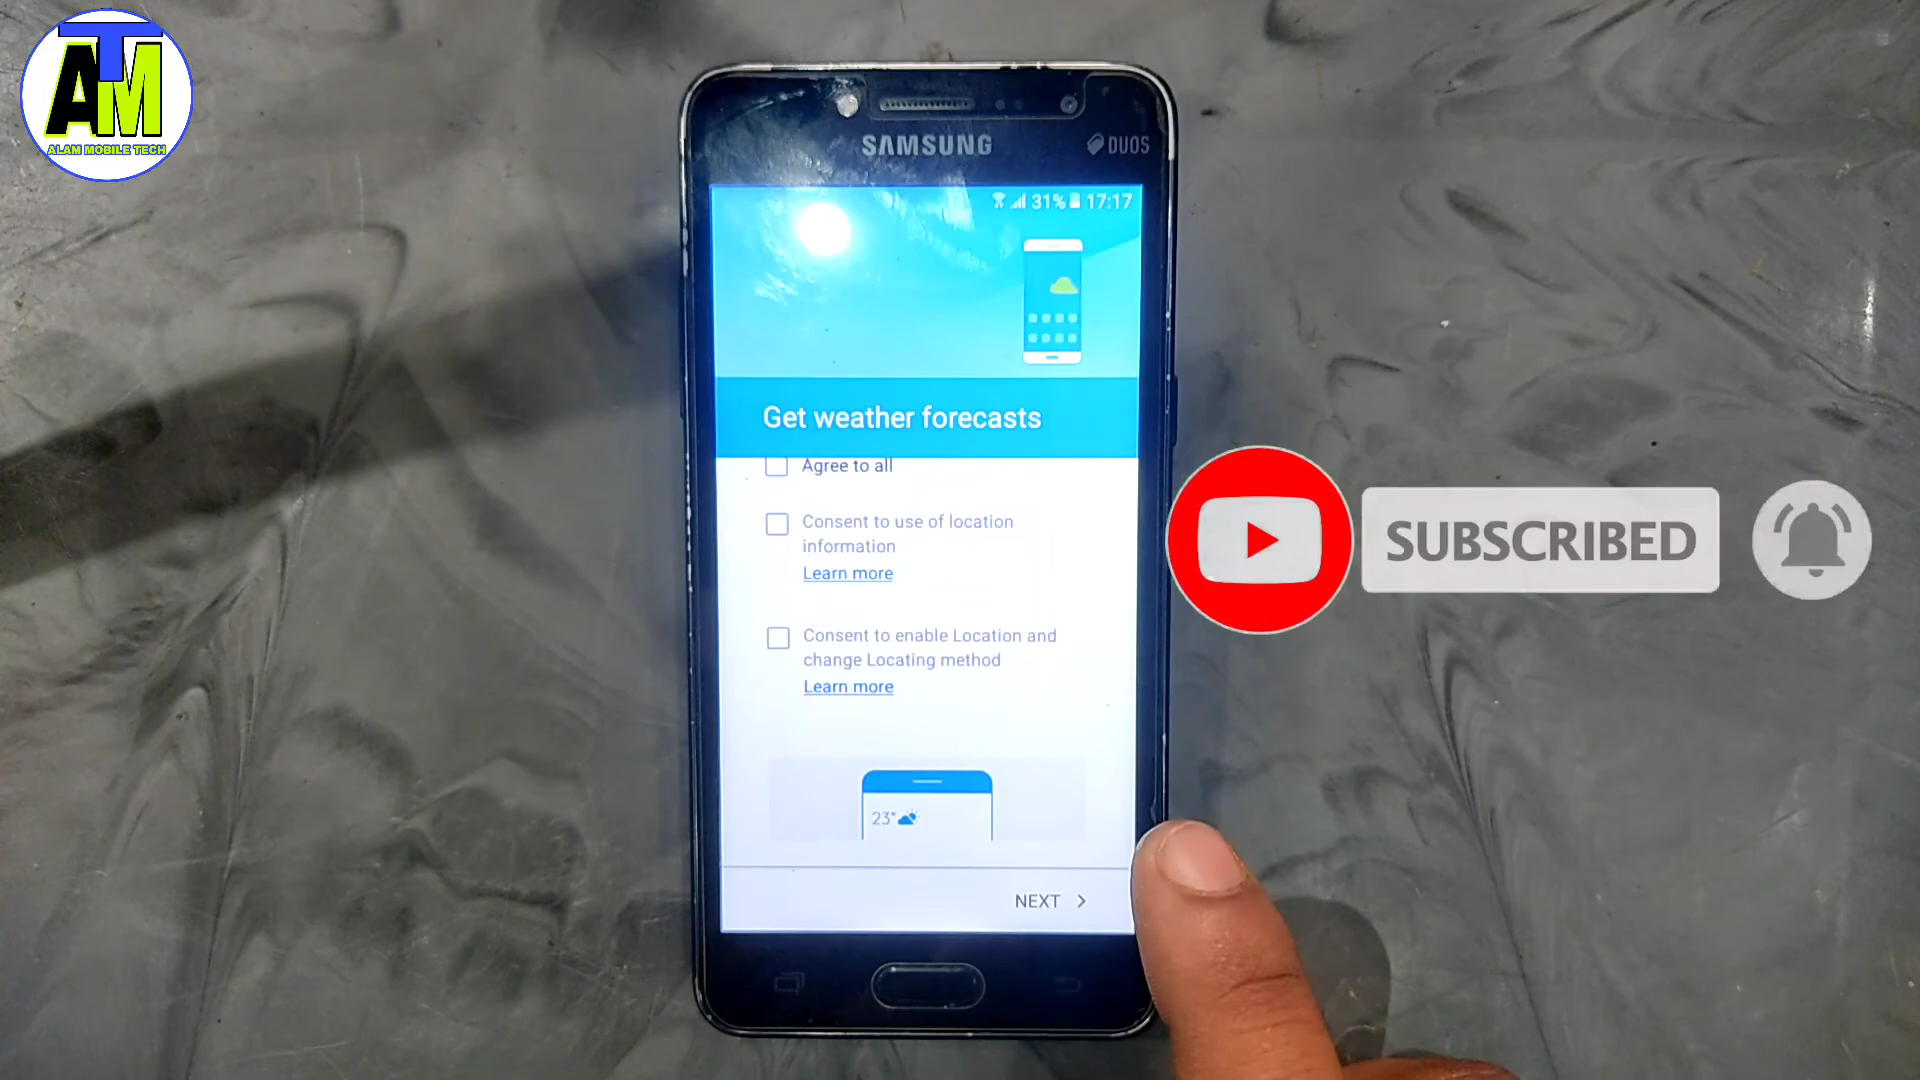 ATM
ALAM MOBILE TECH
SAMSUNG
DUOS
31% 17:17
Get weather forecasts
Agree to all
Consent to use of location
information
Learn more
Consent to enable Location and
change Locating method
Learn more
23°
NEXT >
SUBSCRIBED